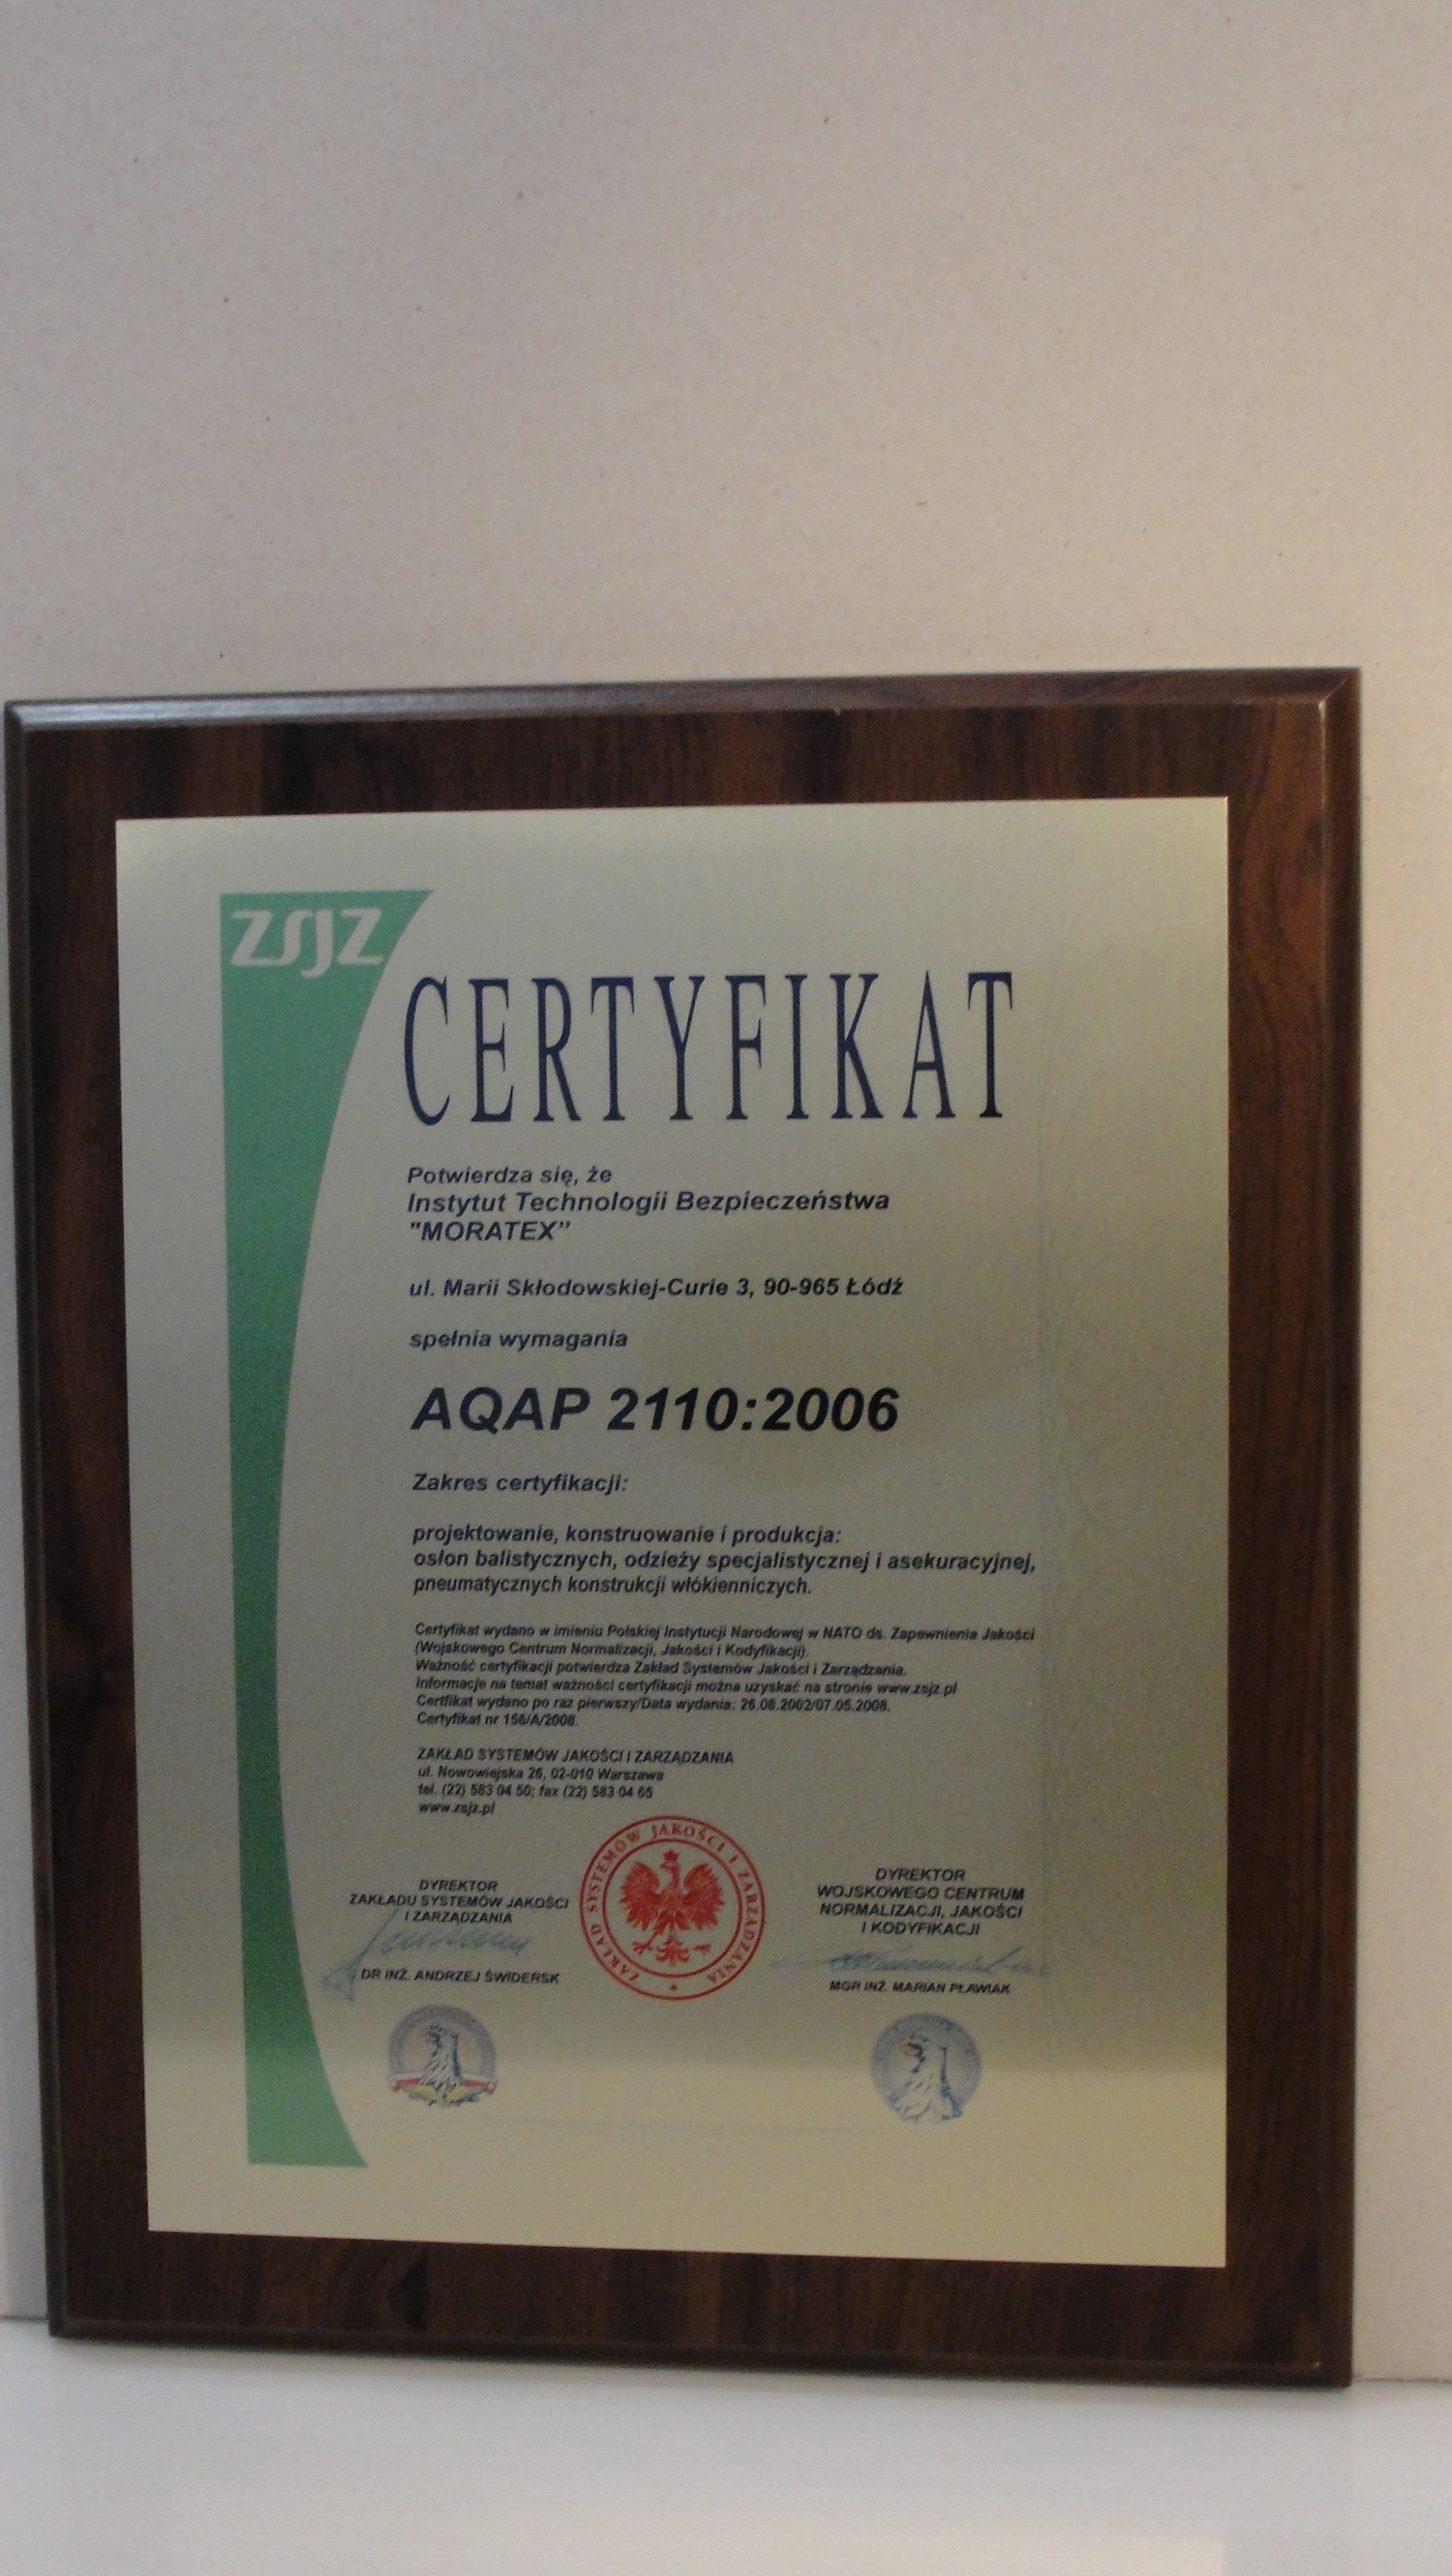 zsjz
CERTYFIKAT
Potwierdza się, że
Instytut Technologii Bezpieczeństwa
"MORATEX”
ul. Marii Skłodowskiej-Curie 3, 90-965 Łódź
spełnia wymagania
AQAP 2110:2006
Zakres certyfikacji:
projektowanie, konstruowanie i produkcja:
osłon balistycznych, odzieży specjalistycznej i asekuracyjnej,
pneumatycznych konstrukcji włókienniczych.
Certyfikat wydano w imieniu Polskiej Instytucji Narodowej w NATO ds. Zapewnienia Jakości
(Wojskowego Centrum Normalizacji, Jakości i Kodyfikacji).
Ważność certyfikacji potwierdza Zakład Systemów Jakości i Zarządzania.
Informacje na temat ważności certyfikacji można uzyskać na stronie www.zsjz.pl
Certfikat wydano po raz pierwszy/Data wydania: 26.08.2002/07.05.2008.
Certyfikat nr 156/A/2008.
ZAKŁAD SYSTEMÓW JAKOŚCI I ZARZĄDZANIA
ul. Nowowiejska 26, 02-010 Warszawa
tel. (22) 583 04 50; fax (22) 583 04 65
www.zsjz.pl
ZAKŁAD SYSTEMÓW JAKOŚCI I ZARZĄDZANIA
DYREKTOR
ZAKŁADU SYSTEMÓW JAKOŚCI
I ZARZĄDZANIA
DR INŻ. ANDRZEJ ŚWIDERSK
DYREKTOR
WOJSKOWEGO CENTRUM
NORMALIZACJI, JAKOŚCI
I KODYFIKACJI
MGR INŻ. MARIAN PŁAWIAK